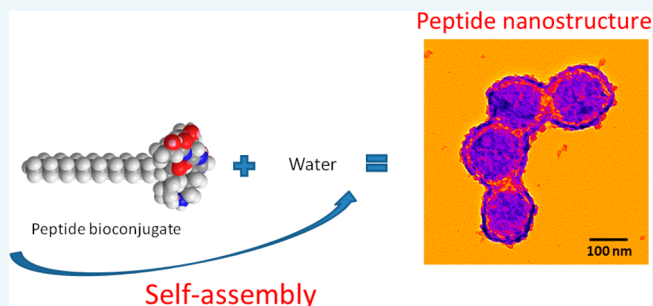 Peptide nanostructure
Water
Peptide bioconjugate
100 nm
Self-assembly